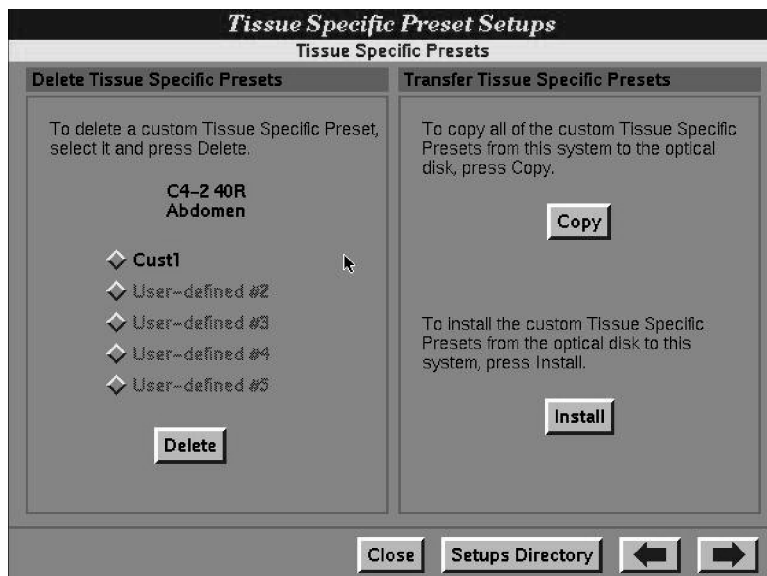 Tissue Specific Preset Setups
Tissue Specific Presets
Delete Tissue Specific Presets
To delete a custom Tissue Specific Preset,
select it and press Delete.
C4-2 40R
Abdomen
Cust1
User-defined #2
User-defined #3
User-defined #4
User-defined #5
Delete
Transfer Tissue Specific Presets
To copy all of the custom Tissue Specific
Presets from this system to the optical
disk, press Copy.
Copy
To install the custom Tissue Specific
Presets from the optical disk to this
system, press Install.
Install
Close
Setups Directory